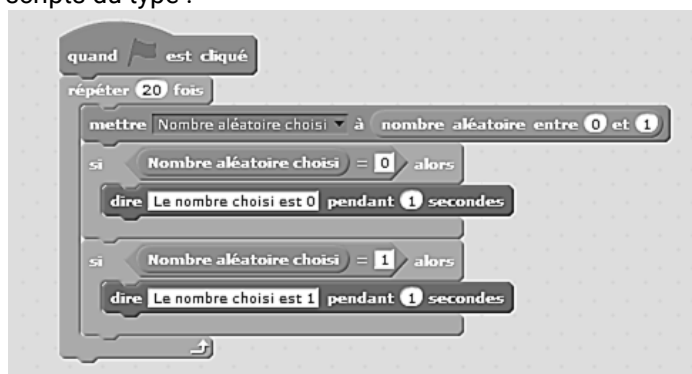 scripts du type :
quand est cliqué
répéter 20 fois
mettre Nombre aléatoire choisi à nombre aléatoire entre 0 et 1
si Nombre aléatoire choisi = 0 alors
dire Le nombre choisi est 0 pendant 1 secondes
si Nombre aléatoire choisi = 1 alors
dire Le nombre choisi est 1 pendant 1 secondes